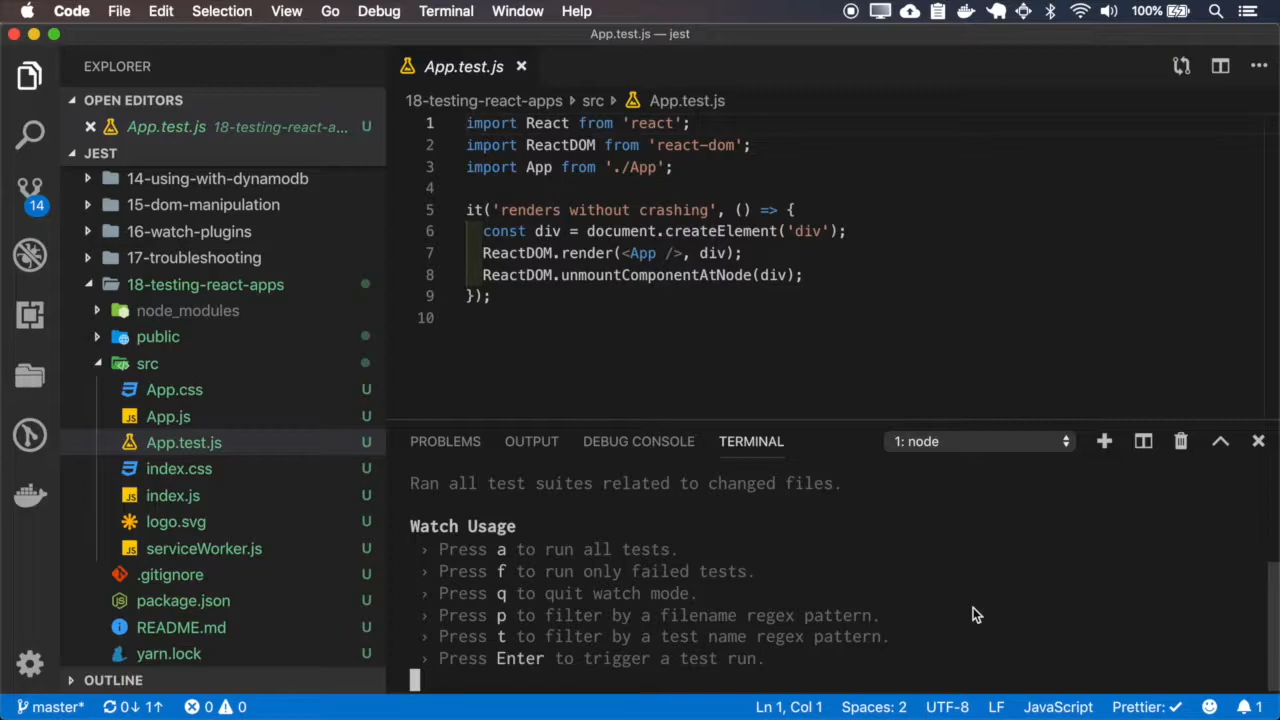 Code File Edit Selection View Go Debug Terminal Window Help 100%
App.test.js — jest
EXPLORER
OPEN EDITORS
App.test.js 18-testing-react-a... U
JEST
14-using-with-dynamodb
15-dom-manipulation
16-watch-plugins
17-troubleshooting
18-testing-react-apps
node_modules
public
src
App.css U
App.js U
App.test.js U
index.css U
index.js U
logo.svg U
serviceWorker.js U
.gitignore U
package.json U
README.md U
yarn.lock U
OUTLINE
14
App.test.js
18-testing-react-apps src App.test.js
1 import React from 'react';
2 import ReactDOM from 'react-dom';
3 import App from './App';
4
5 it('renders without crashing', () => {
6 const div = document.createElement('div');
7 ReactDOM.render(<App />, div);
8 ReactDOM.unmountComponentAtNode(div);
9 });
10
PROBLEMS OUTPUT DEBUG CONSOLE TERMINAL 1: node
Ran all test suites related to changed files.
Watch Usage
› Press a to run all tests.
› Press f to run only failed tests.
› Press q to quit watch mode.
› Press p to filter by a filename regex pattern.
› Press t to filter by a test name regex pattern.
› Press Enter to trigger a test run.
master* 0↓ 1↑ 0 0 Ln 1, Col 1 Spaces: 2 UTF-8 LF JavaScript Prettier: ✓ 1